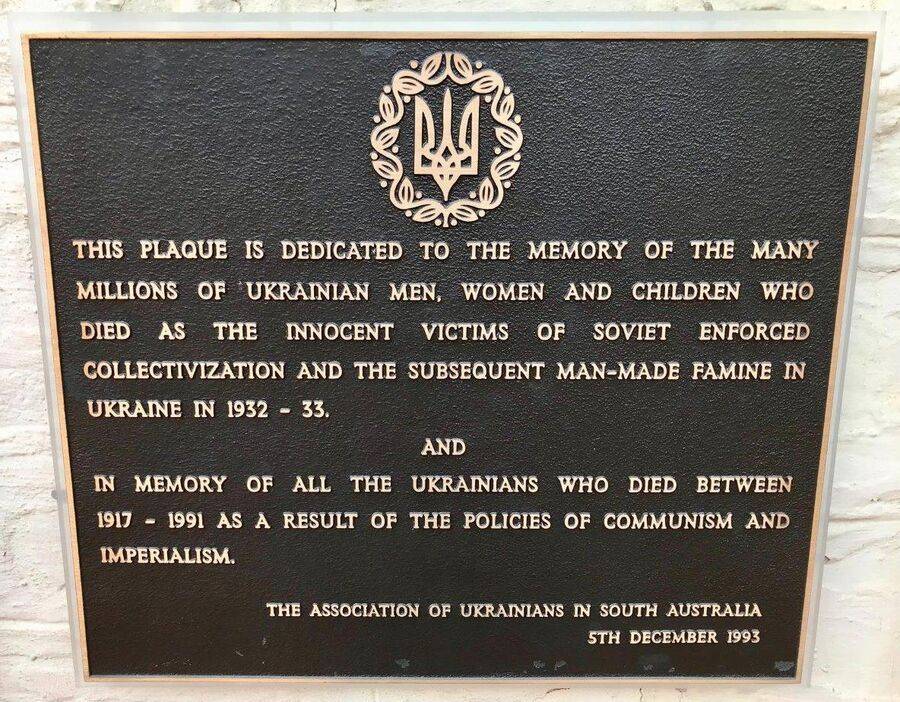 THIS PLAQUE IS DEDICATED TO THE MEMORY OF THE MANY
MILLIONS OF UKRAINIAN MEN, WOMEN AND CHILDREN WHO
DIED AS THE INNOCENT VICTIMS OF SOVIET ENFORCED
COLLECTIVIZATION AND THE SUBSEQUENT MAN-MADE FAMINE IN
UKRAINE IN 1932 - 33.
AND
IN MEMORY OF ALL THE UKRAINIANS WHO DIED BETWEEN
1917 - 1991 AS A RESULT OF THE POLICIES OF COMMUNISM AND
IMPERIALISM.
THE ASSOCIATION OF UKRAINIANS IN SOUTH AUSTRALIA
5TH DECEMBER 1993